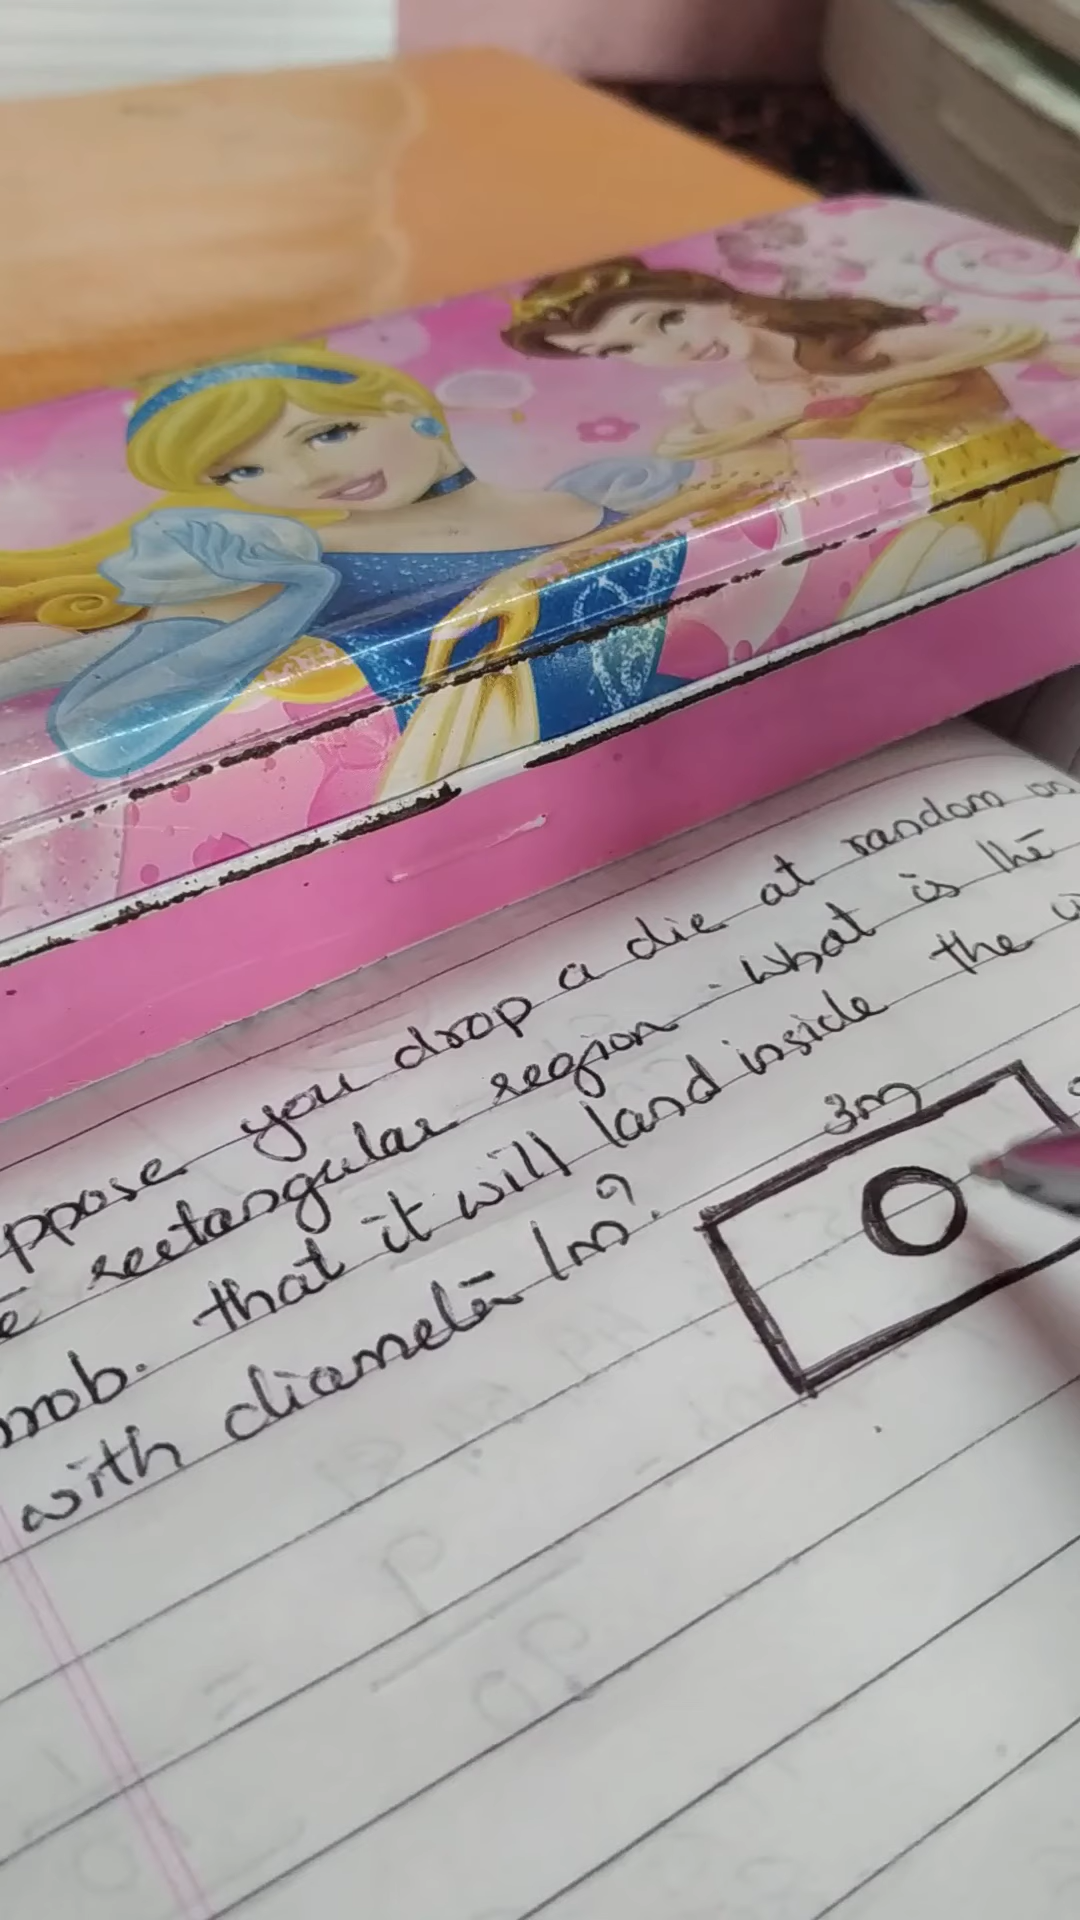 ppose you drop a die at random on
rectangular region. what is the
prob. that it will land inside the
with diameter 1m?
3m